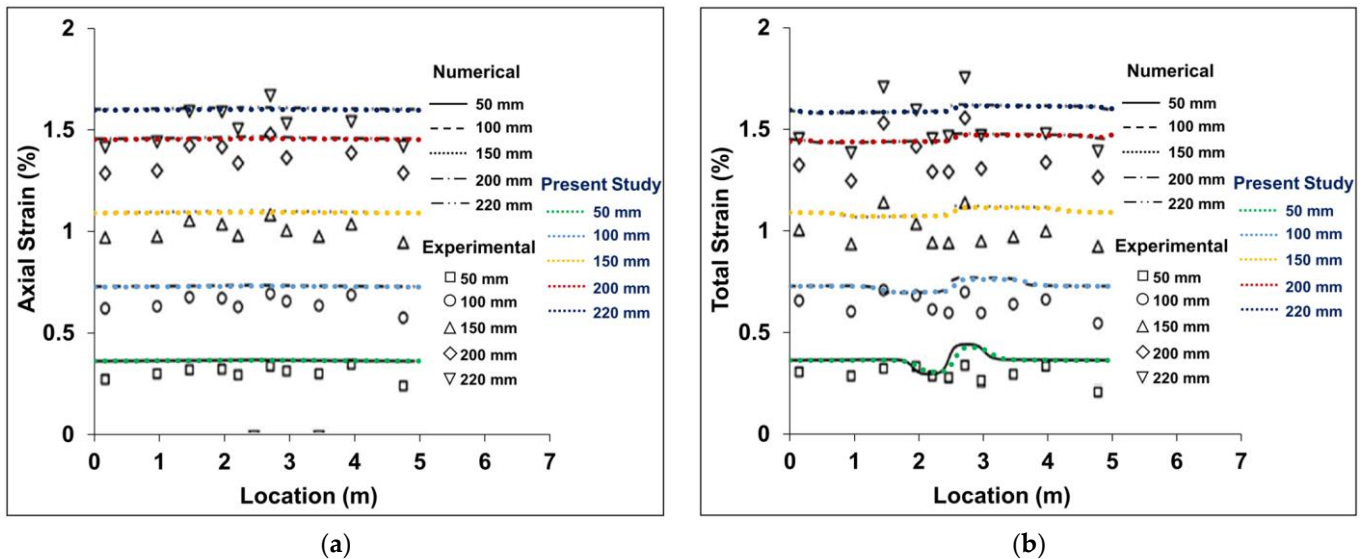 2
1.5
1
0.5
0
0 1 2 3 4 5 6 7
Axial Strain (%)
Location (m)
Numerical
50 mm
100 mm
150 mm
200 mm
220 mm
Experimental
50 mm
100 mm
150 mm
200 mm
220 mm
Present Study
50 mm
100 mm
150 mm
200 mm
220 mm
(a)
2
1.5
1
0.5
0
0 1 2 3 4 5 6 7
Total Strain (%)
Location (m)
Numerical
50 mm
100 mm
150 mm
200 mm
220 mm
Experimental
50 mm
100 mm
150 mm
200 mm
220 mm
Present Study
50 mm
100 mm
150 mm
200 mm
220 mm
(b)